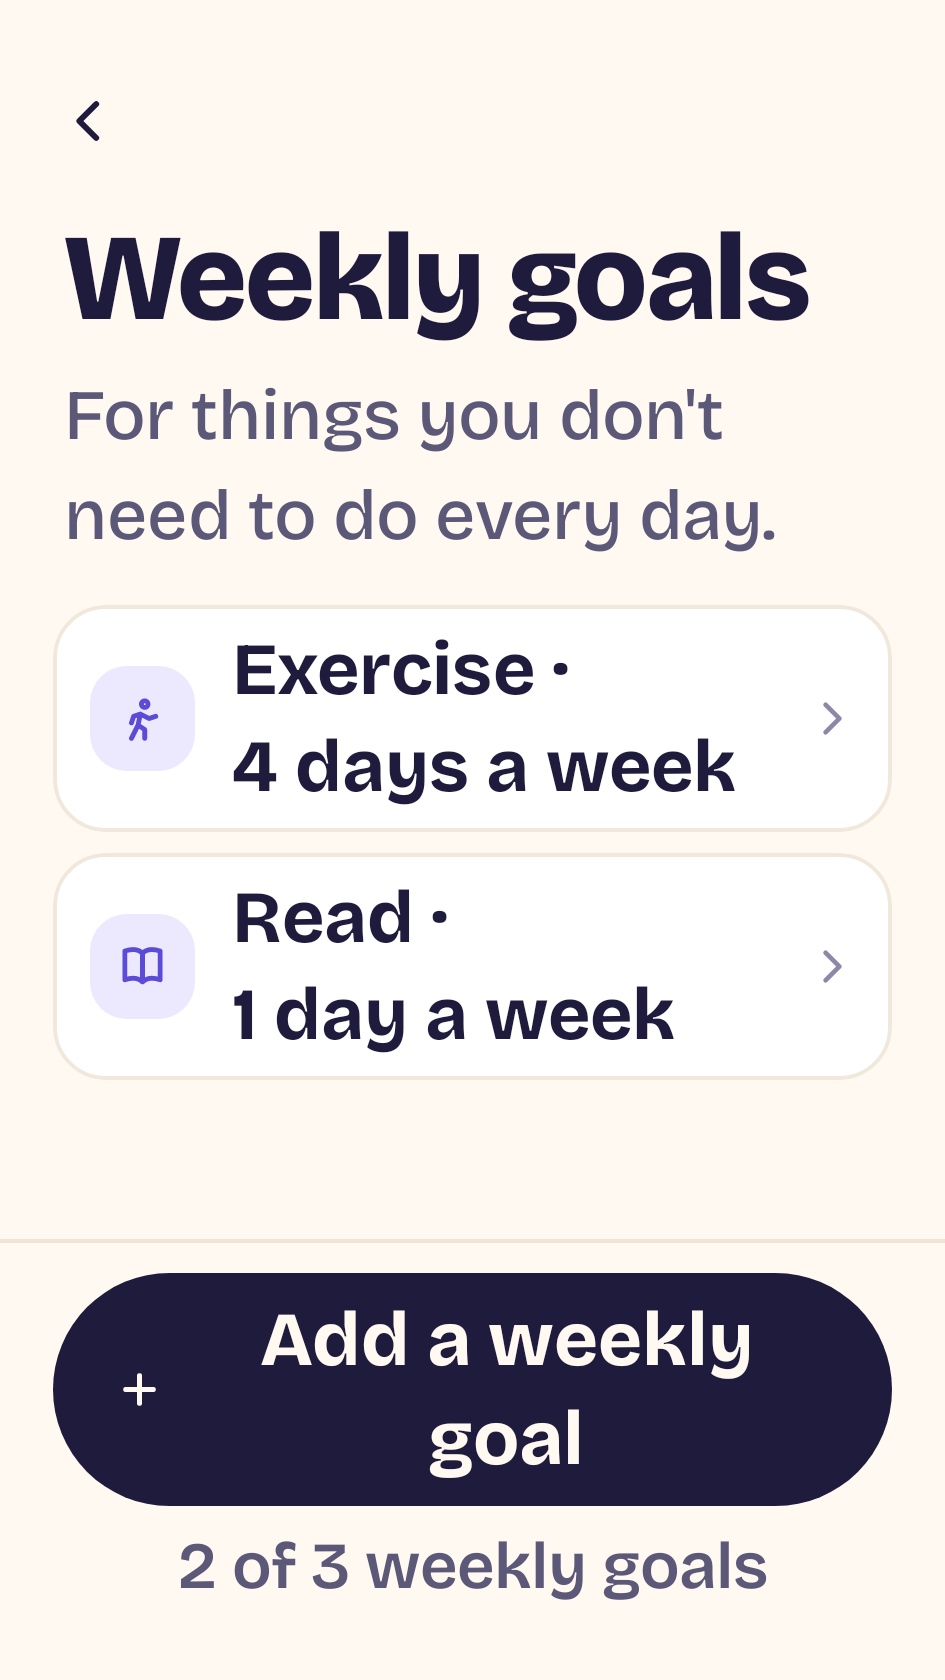 Weekly goals
For things you don't
need to do every day.
Exercise ·
4 days a week
Read ·
1 day a week
Add a weekly
goal
2 of 3 weekly goals